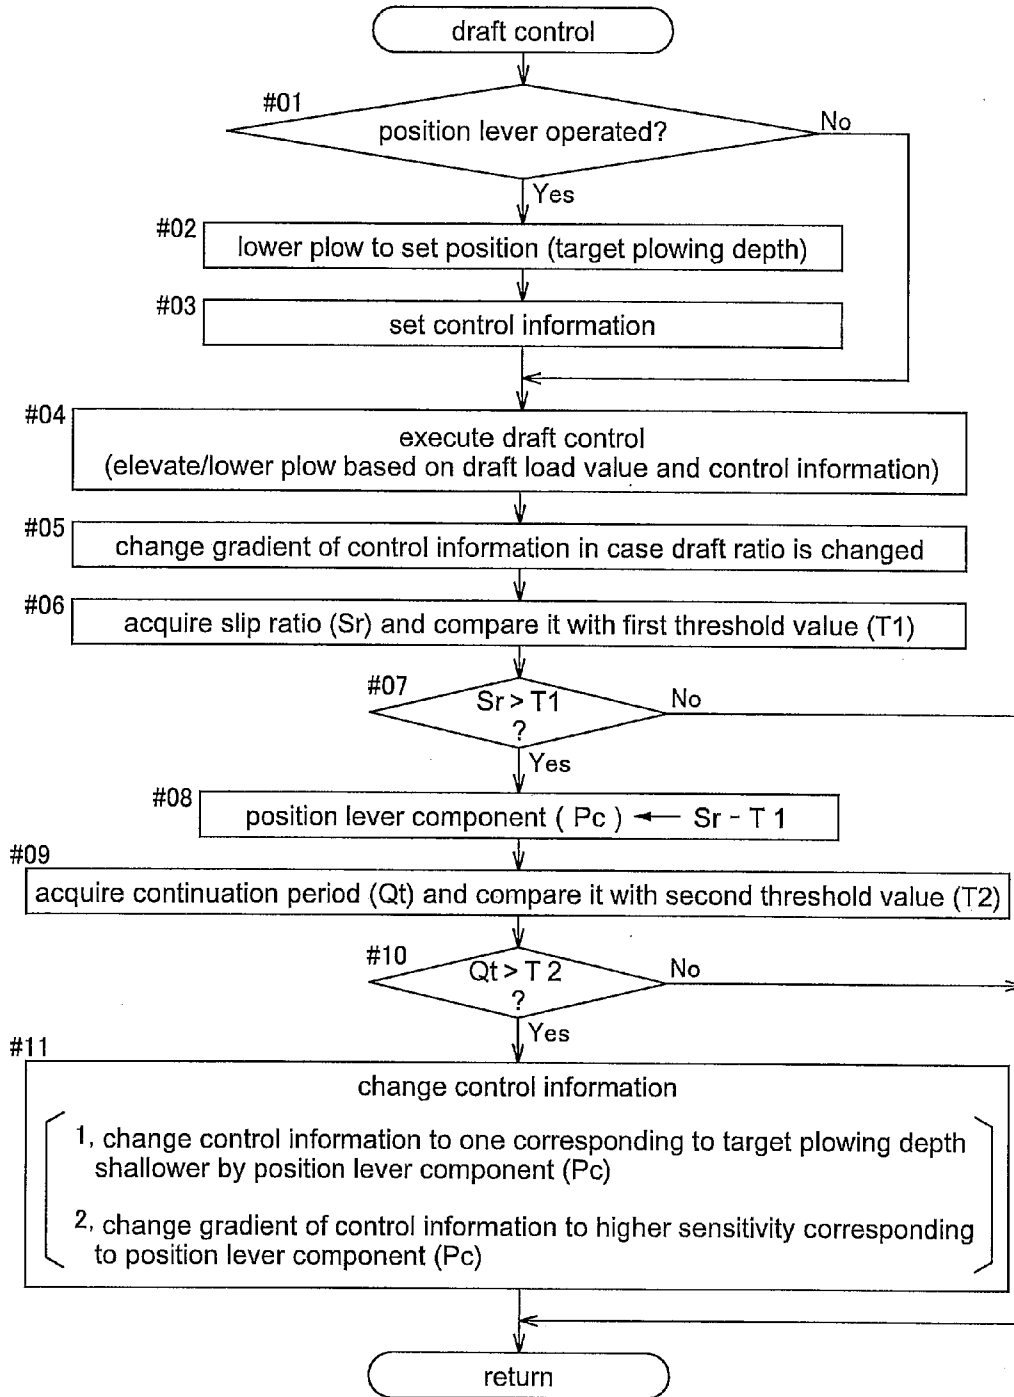 draft control
#01
position lever operated?
No
Yes
#02
lower plow to set position (target plowing depth)
#03
set control information
#04
execute draft control
(elevate/lower plow based on draft load value and control information)
#05
change gradient of control information in case draft ratio is changed
#06
acquire slip ratio (Sr) and compare it with first threshold value (T1)
#07
Sr > T1
?
No
Yes
#08
position lever component ( Pc ) ← Sr - T 1
#09
acquire continuation period (Qt) and compare it with second threshold value (T2)
#10
Qt > T 2
?
No
Yes
#11
change control information
1, change control information to one corresponding to target plowing depth
shallower by position lever component (Pc)
2, change gradient of control information to higher sensitivity corresponding
to position lever component (Pc)
return